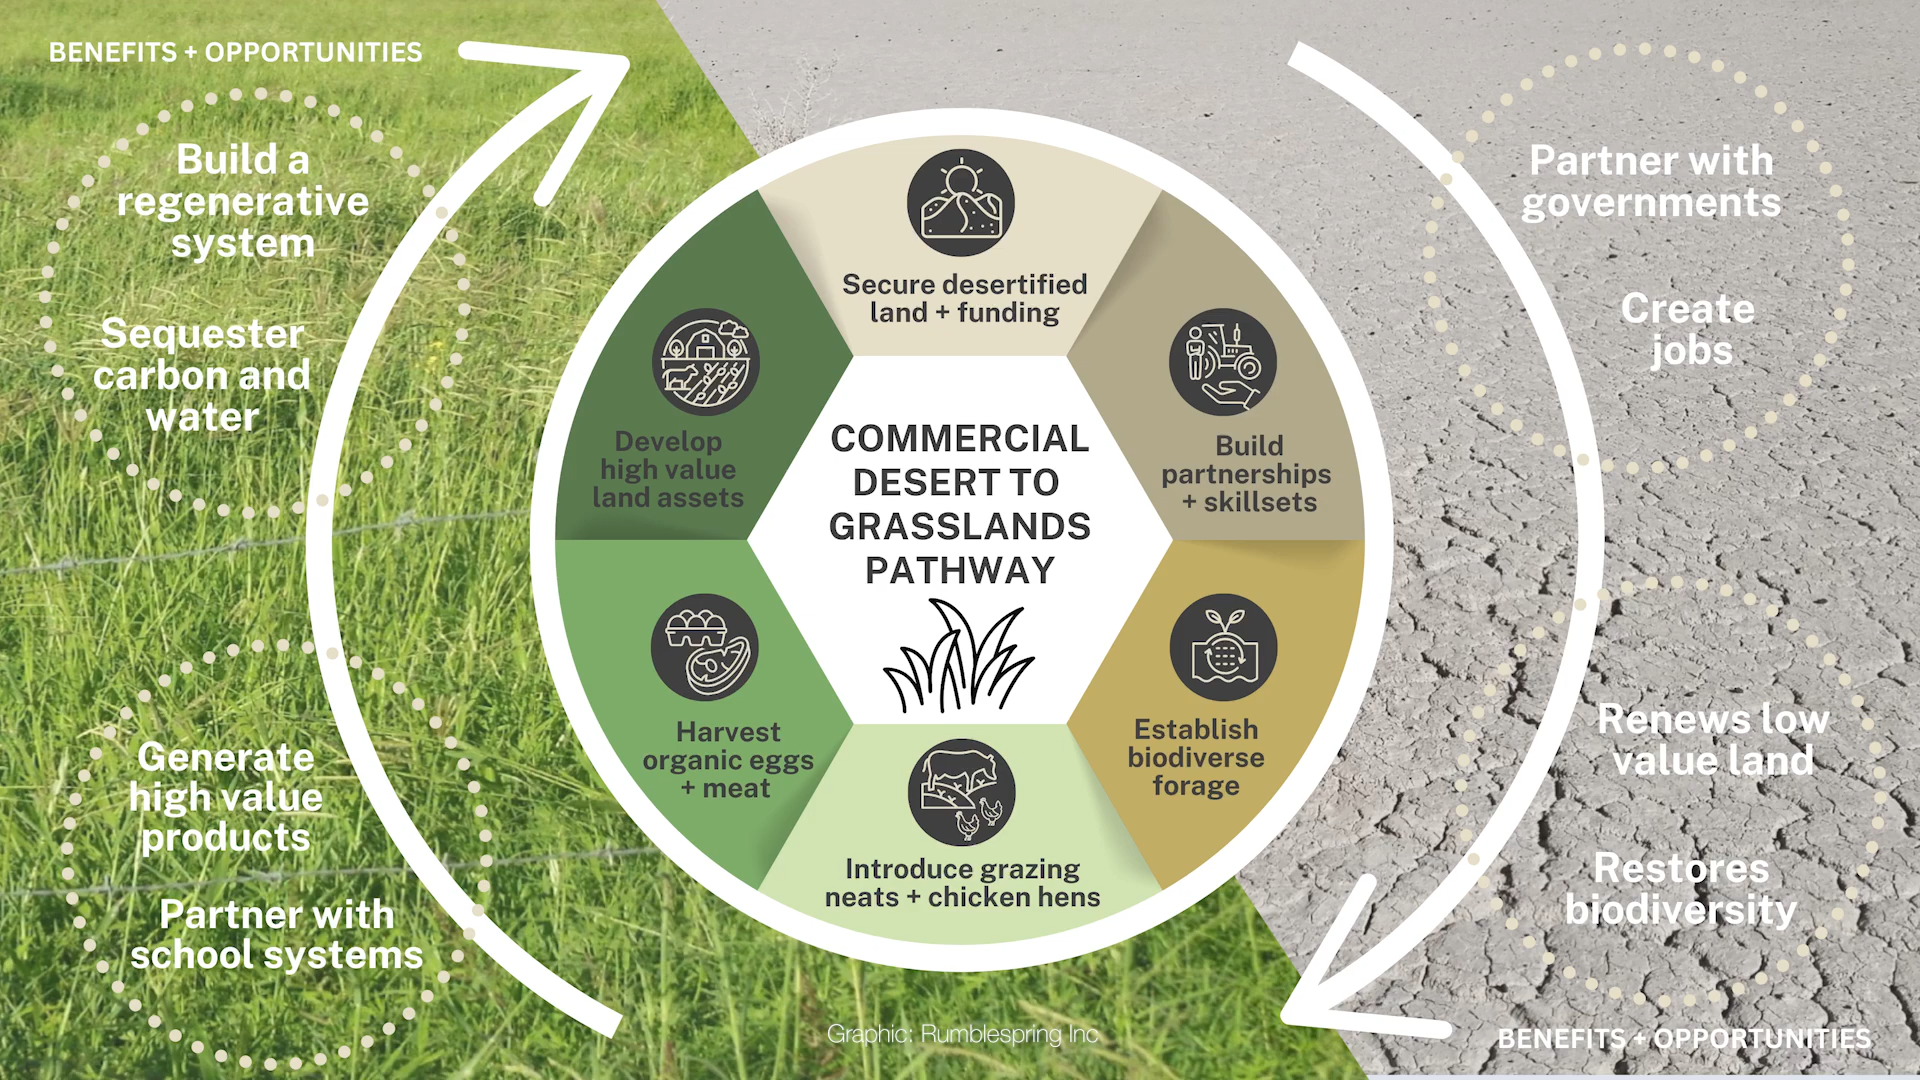 BENEFITS + OPPORTUNITIES
Build a
regenerative
system
Sequester
carbon and
water
Generate
high value
products
Partner with
school systems
Secure desertified
land + funding
Build
partnerships
+ skillsets
Establish
biodiverse
forage
Introduce grazing
neats + chicken hens
Harvest
organic eggs
+ meat
Develop
high value
land assets
COMMERCIAL
DESERT TO
GRASSLANDS
PATHWAY
Partner with
governments
Create
jobs
Renews low
value land
Restores
biodiversity
BENEFITS + OPPORTUNITIES
Graphic: Rumblespring Inc